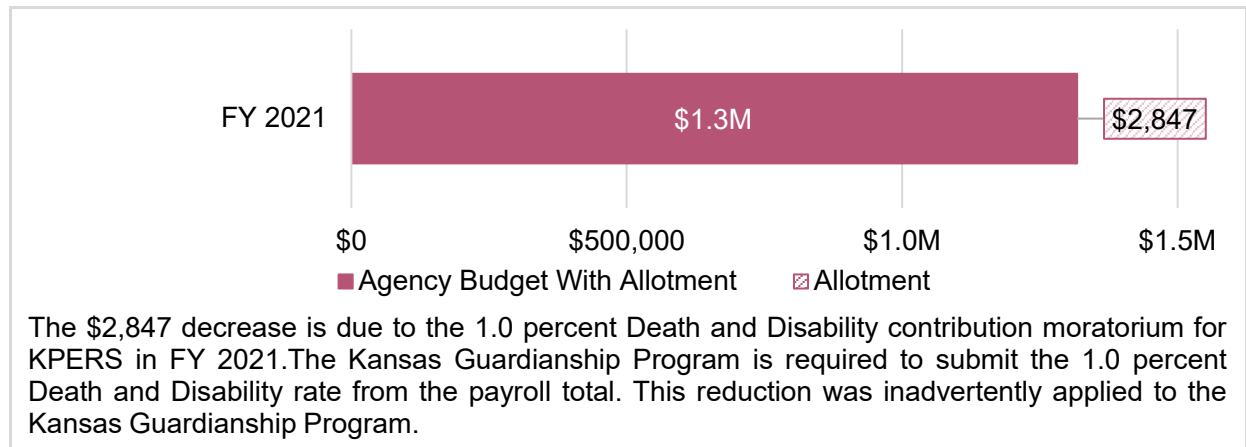 FY 2021
$1.3M
$2,847
$0 $500,000 $1.0M $1.5M
Agency Budget With Allotment Allotment
The $2,847 decrease is due to the 1.0 percent Death and Disability contribution moratorium for
KPERS in FY 2021.The Kansas Guardianship Program is required to submit the 1.0 percent
Death and Disability rate from the payroll total. This reduction was inadvertently applied to the
Kansas Guardianship Program.